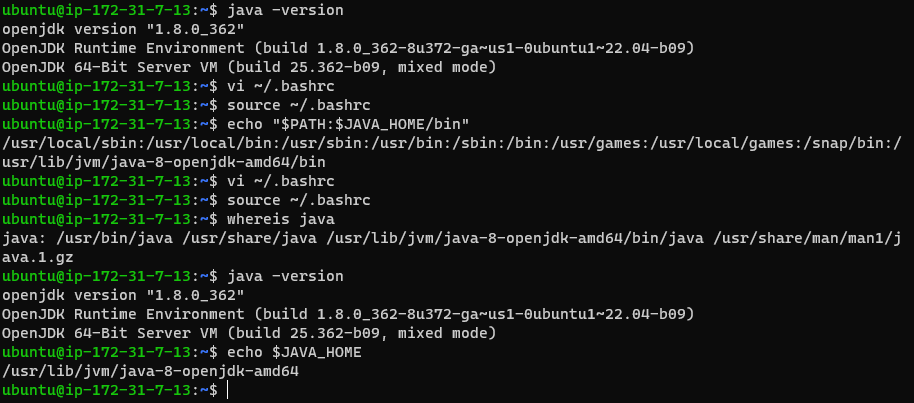 ubuntu@ip-172-31-7-13:~$ java -version
openjdk version "1.8.0_362"
OpenJDK Runtime Environment (build 1.8.0_362-8u372-ga~us1-0ubuntu1~22.04-b09)
OpenJDK 64-Bit Server VM (build 25.362-b09, mixed mode)
ubuntu@ip-172-31-7-13:~$ vi ~/.bashrc
ubuntu@ip-172-31-7-13:~$ source ~/.bashrc
ubuntu@ip-172-31-7-13:~$ echo "$PATH:$JAVA_HOME/bin"
/usr/local/sbin:/usr/local/bin:/usr/sbin:/usr/bin:/sbin:/bin:/usr/games:/usr/local/games:/snap/bin:/
usr/lib/jvm/java-8-openjdk-amd64/bin
ubuntu@ip-172-31-7-13:~$ vi ~/.bashrc
ubuntu@ip-172-31-7-13:~$ source ~/.bashrc
ubuntu@ip-172-31-7-13:~$ whereis java
java: /usr/bin/java /usr/share/java /usr/lib/jvm/java-8-openjdk-amd64/bin/java /usr/share/man/man1/j
ava.1.gz
ubuntu@ip-172-31-7-13:~$ java -version
openjdk version "1.8.0_362"
OpenJDK Runtime Environment (build 1.8.0_362-8u372-ga~us1-0ubuntu1~22.04-b09)
OpenJDK 64-Bit Server VM (build 25.362-b09, mixed mode)
ubuntu@ip-172-31-7-13:~$ echo $JAVA_HOME
/usr/lib/jvm/java-8-openjdk-amd64
ubuntu@ip-172-31-7-13:~$